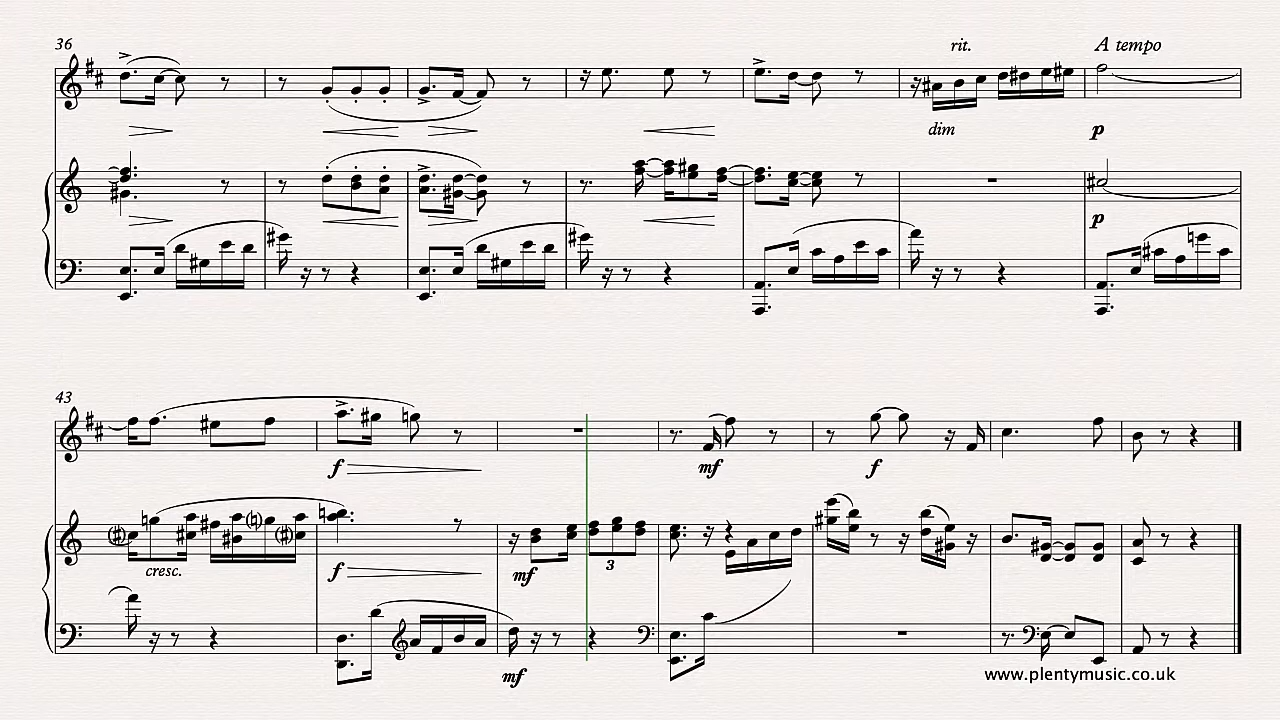 36
rit.
A tempo
dim
p
p
43
f
mf
f
cresc.
f
mf
3
mf
www.plentymusic.co.uk